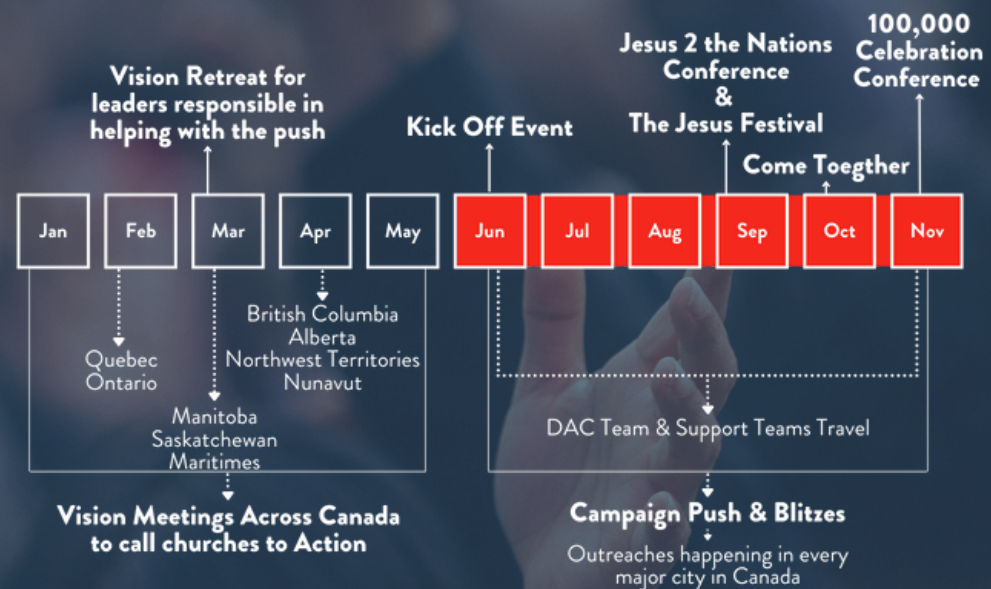 100,000
Celebration
Conference
Jesus 2 the Nations
Conference
&
The Jesus Festival
Vision Retreat for
leaders responsible in
helping with the push
Kick Off Event
Come Toegther
Jan
Feb
Mar
Apr
May
Jun
Jul
Aug
Sep
Oct
Nov
British Columbia
Alberta
Northwest Territories
Nunavut
Quebec
Ontario
Manitoba
Saskatchewan
Maritimes
DAC Team & Support Teams Travel
Vision Meetings Across Canada
to call churches to Action
Campaign Push & Blitzes
Outreaches happening in every
major city in Canada